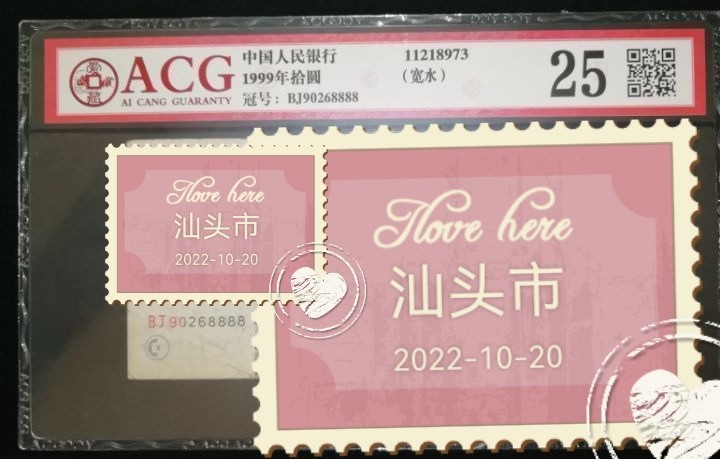 ACG
AI CANG GUARANTY
中国人民银行
1999年拾圆
冠号：BJ90268888
11218973
（宽水）
25
I love here
汕头市
2022-10-20
I love here
汕头市
2022-10-20
BJ90268888